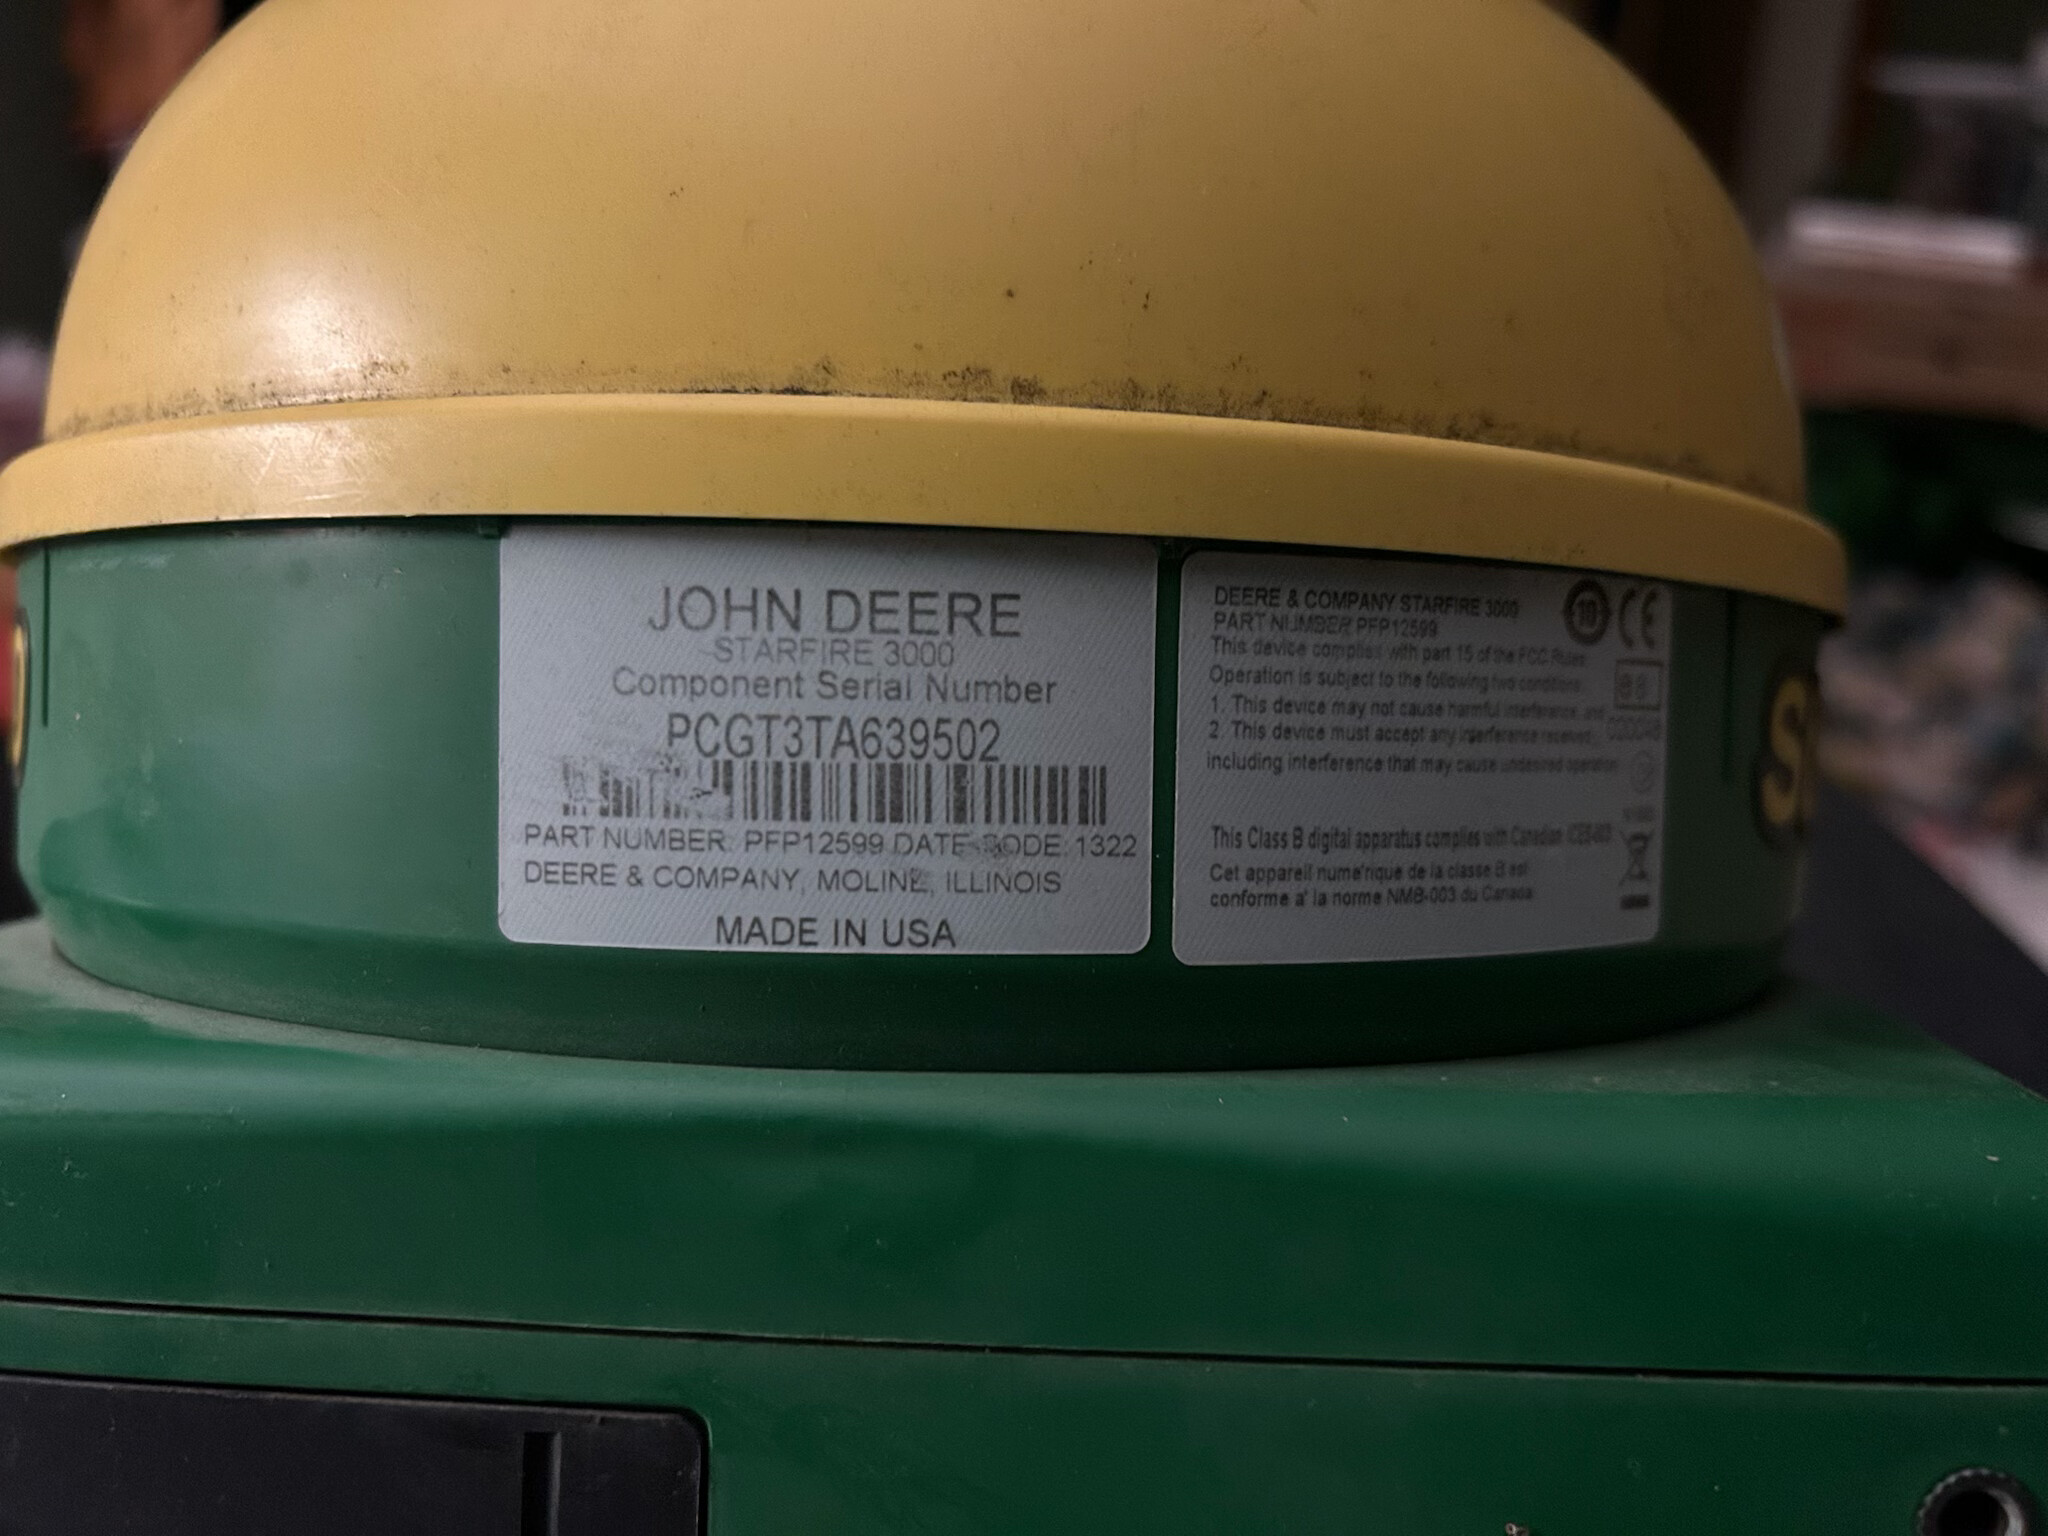 JOHN DEERE
STARFIRE 3000
Component Serial Number
PCGT3TA639502
PART NUMBER: PFP12599 DATE CODE: 1322
DEERE & COMPANY, MOLINE, ILLINOIS
MADE IN USA
DEERE & COMPANY STARFIRE 3000
PART NUMBER PFP12599
This device complies with part 15 of the FCC Rules
Operation is subject to the following two conditions:
1. This device may not cause harmful interference, and
2. This device must accept any interference received,
including interference that may cause undesired operation
This Class B digital apparatus complies with Canadian ICES-003
Cet appareil nume'rique de la classe B est
conforme a' la norme NMB-003 du Canada
10
CE